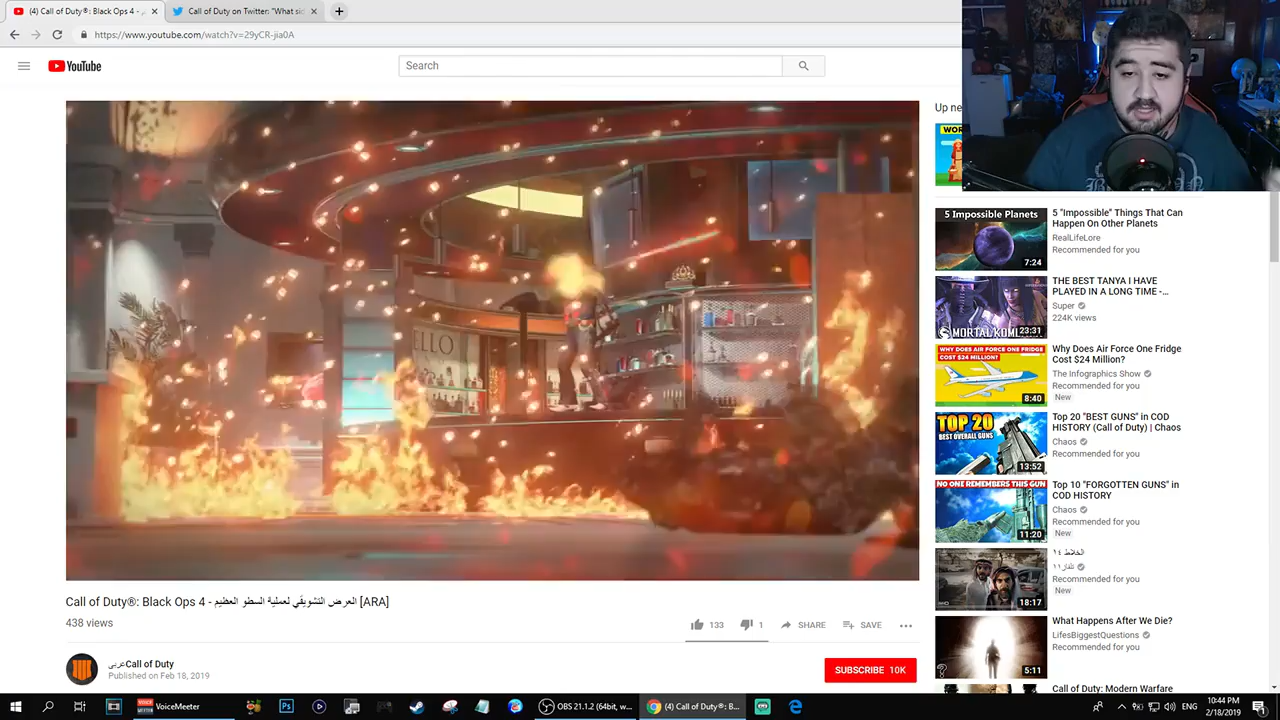 (4) Call of Duty®: Black Ops 4 -
Call of Duty on Twitter: "What sid
https://www.youtube.com/watch?v=29yCB-jia0A
YouTube
Search
Up ne
WOR
HELLO
5 Impossible Planets
7:24
5 "Impossible" Things That Can
Happen On Other Planets
RealLifeLore
Recommended for you
MORTAL KOM
23:31
THE BEST TANYA I HAVE
PLAYED IN A LONG TIME -...
Super
224K views
WHY DOES AIR FORCE ONE FRIDGE
COST $24 MILLION?
8:40
Why Does Air Force One Fridge
Cost $24 Million?
The Infographics Show
Recommended for you
New
TOP 20
BEST OVERALL GUNS
13:52
Top 20 "BEST GUNS" in COD
HISTORY (Call of Duty) | Chaos
Chaos
Recommended for you
NO ONE REMEMBERS THIS GUN
11:20
Top 10 "FORGOTTEN GUNS" in
COD HISTORY
Chaos
Recommended for you
New
18:17
الخلاط ١٤
تلفاز١١
Recommended for you
New
5:11
What Happens After We Die?
LifesBiggestQuestions
Recommended for you
Call of Duty: Modern Warfare
Call of Duty®: Black Ops 4 - التشويقي لعملية السطو العظيم [ARA]
438 views
133
1
SHARE
SAVE
Call of Duty عربي
Published on Feb 18, 2019
SUBSCRIBE 10K
VoiceMeeter
OBS 21.1.2 (64bit, w...
(4) Call of Duty®: B...
ENG
10:44 PM
2/18/2019